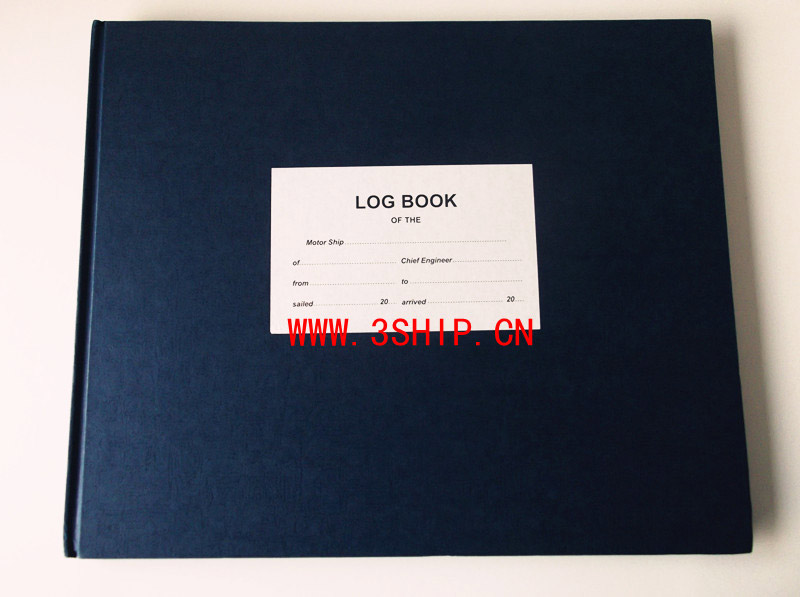 LOG BOOK
OF THE
Motor Ship
of Chief Engineer
from to
sailed 20 arrived 20
WWW.3SHIP.CN